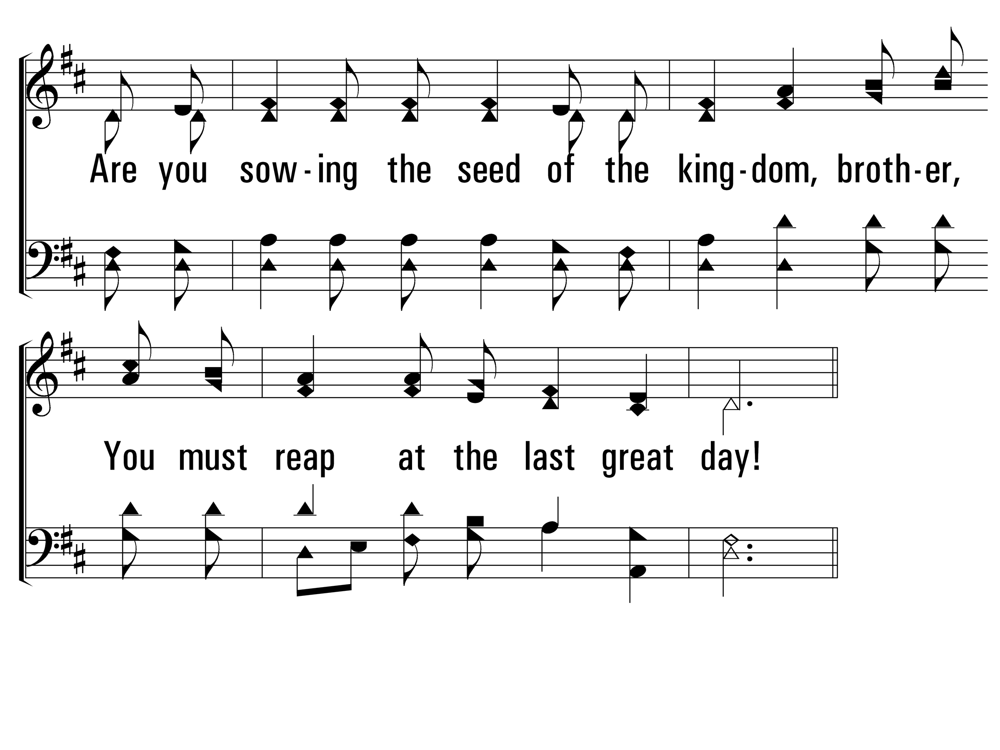 Are you sow-ing the seed of the king-dom, broth-er,
You must reap at the last great day!